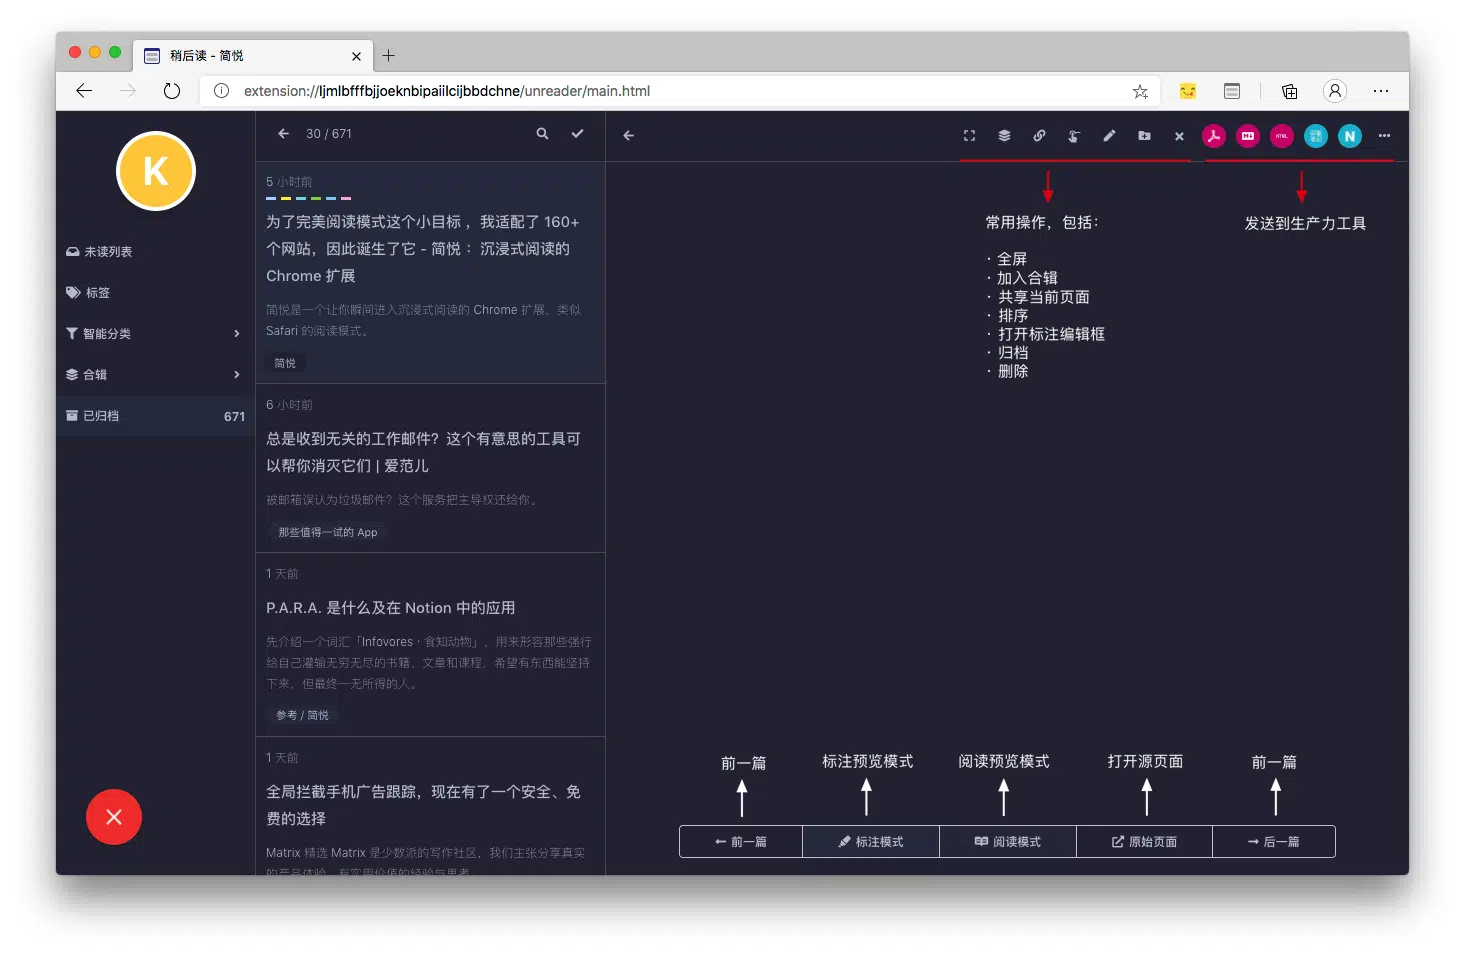 稍后读 - 简悦
extension://ljmlbfffbjjoeknbipaiilcijbbdchne/unreader/main.html
K
未读列表
标签
智能分类
合辑
已归档 671
30 / 671
5 小时前
为了完美阅读模式这个小目标 ，我适配了 160+
个网站，因此诞生了它 - 简悦 ：沉浸式阅读的
Chrome 扩展
简悦是一个让你瞬间进入沉浸式阅读的 Chrome 扩展，类似
Safari 的阅读模式。
简悦
6 小时前
总是收到无关的工作邮件？这个有意思的工具可
以帮你消灭它们 | 爱范儿
被邮箱误认为垃圾邮件？这个服务把主导权还给你。
那些值得一试的 App
1 天前
P.A.R.A. 是什么及在 Notion 中的应用
先介绍一个词汇「Infovores · 食知动物」，用来形容那些强行
给自己灌输无穷无尽的书籍、文章和课程，希望有东西能坚持
下来，但最终一无所得的人。
参考 / 简悦
1 天前
全局拦截手机广告跟踪，现在有了一个安全、免
费的选择
Matrix 精选 Matrix 是少数派的写作社区，我们主张分享真实
的产品体验，有实用价值的经验与思考
HTML
N
常用操作，包括：
· 全屏
· 加入合辑
· 共享当前页面
· 排序
· 打开标注编辑框
· 归档
· 删除
发送到生产力工具
前一篇
标注预览模式
阅读预览模式
打开源页面
前一篇
前一篇
标注模式
阅读模式
原始页面
后一篇